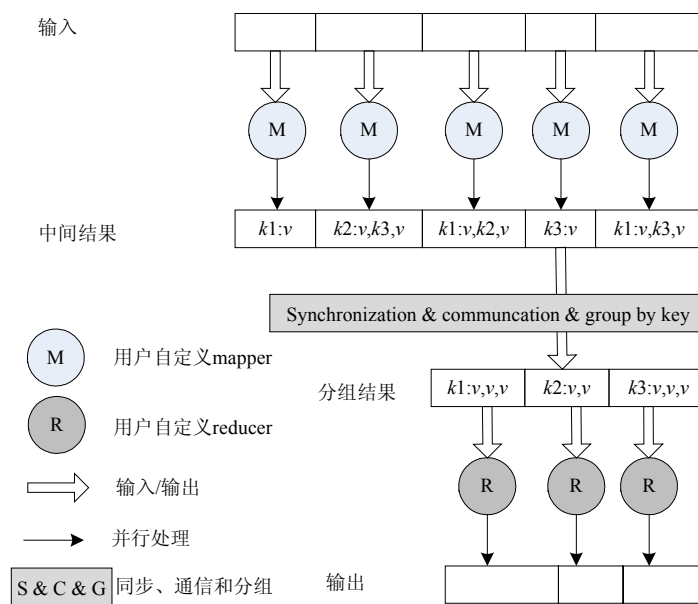 输入
M M M M M
中间结果
k1:v k2:v,k3,v k1:v,k2,v k3:v k1:v,k3,v
Synchronization & communcation & group by key
M 用户自定义mapper
分组结果
k1:v,v,v k2:v,v k3:v,v,v
R 用户自定义reducer
R R R
输入/输出
并行处理
S & C & G 同步、通信和分组
输出